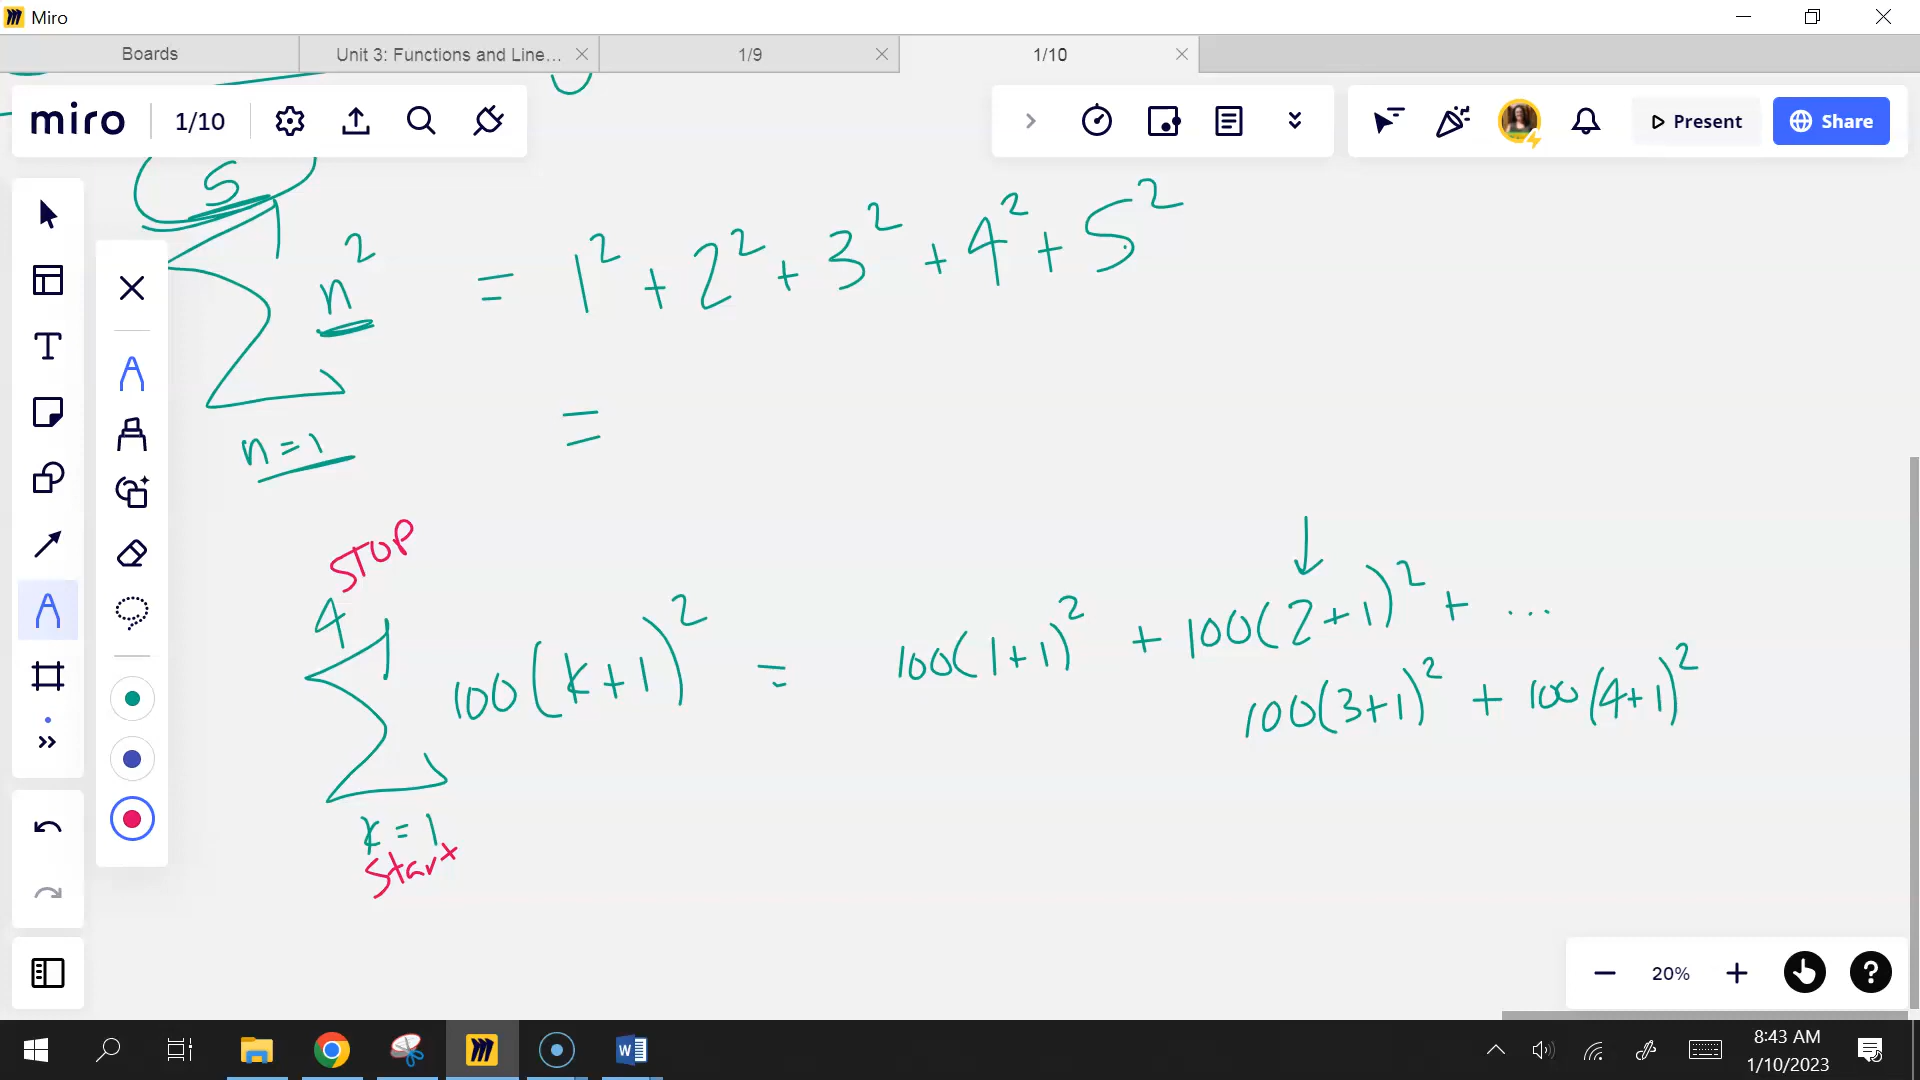 Miro
Boards
Unit 3: Functions and Line...
1/9
1/10
miro
1/10
Present
Share
5
∑ n² = 1² + 2² + 3² + 4² + 5²
n=1
=
STOP
4
∑ 100(k+1)² = 100(1+1)² + 100(2+1)² + ...
100(3+1)² + 100(4+1)²
k = 1
Start
20%
?
8:43 AM
1/10/2023